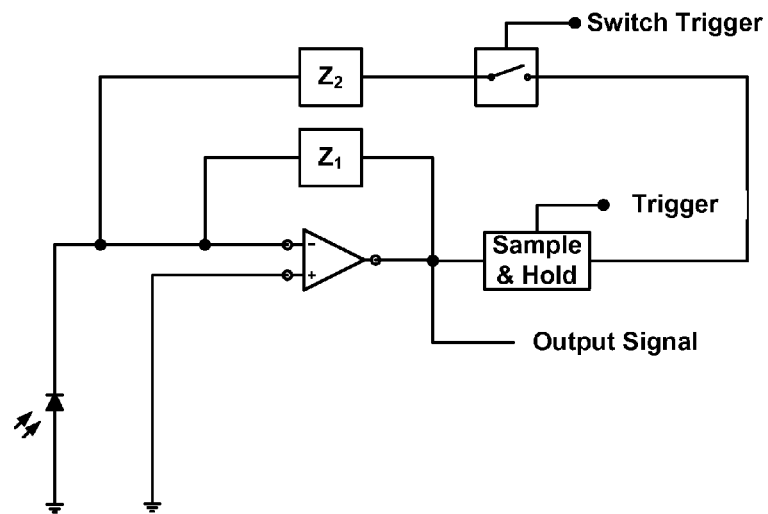 Switch Trigger
Z₂
Z₁
Trigger
Sample
& Hold
−
+
Output Signal